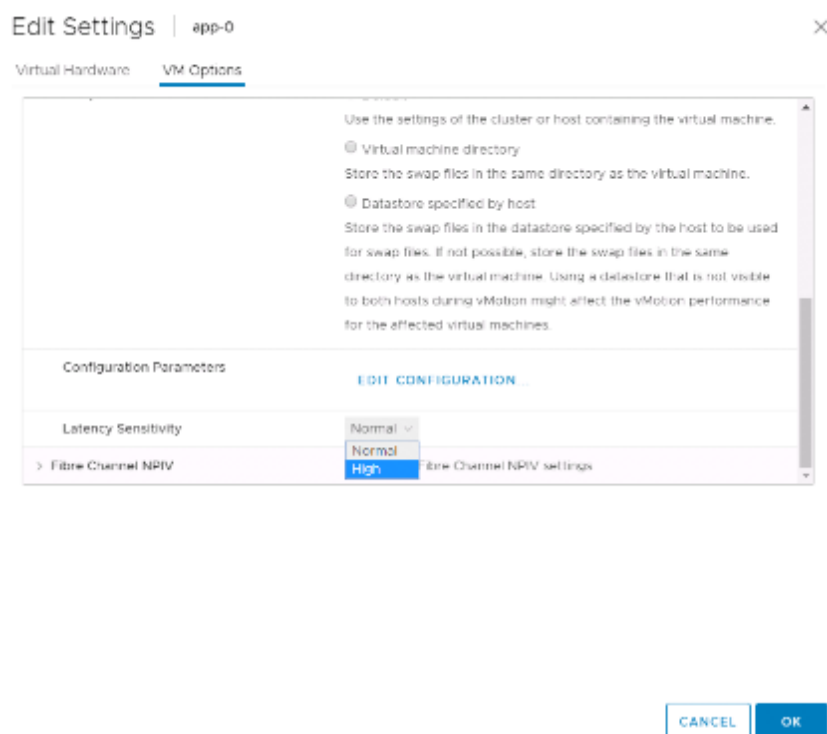 Edit Settings | app-0
Virtual Hardware VM Options
Use the settings of the cluster or host containing the virtual machine.
Virtual machine directory
Store the swap files in the same directory as the virtual machine.
Datastore specified by host
Store the swap files in the datastore specified by the host to be used
for swap files. If not possible, store the swap files in the same
directory as the virtual machine. Using a datastore that is not visible
to both hosts during vMotion might affect the vMotion performance
for the affected virtual machines.
Configuration Parameters
EDIT CONFIGURATION...
Latency Sensitivity
Normal
Normal
High
Fibre Channel NPIV
Fibre Channel NPIV settings
CANCEL OK